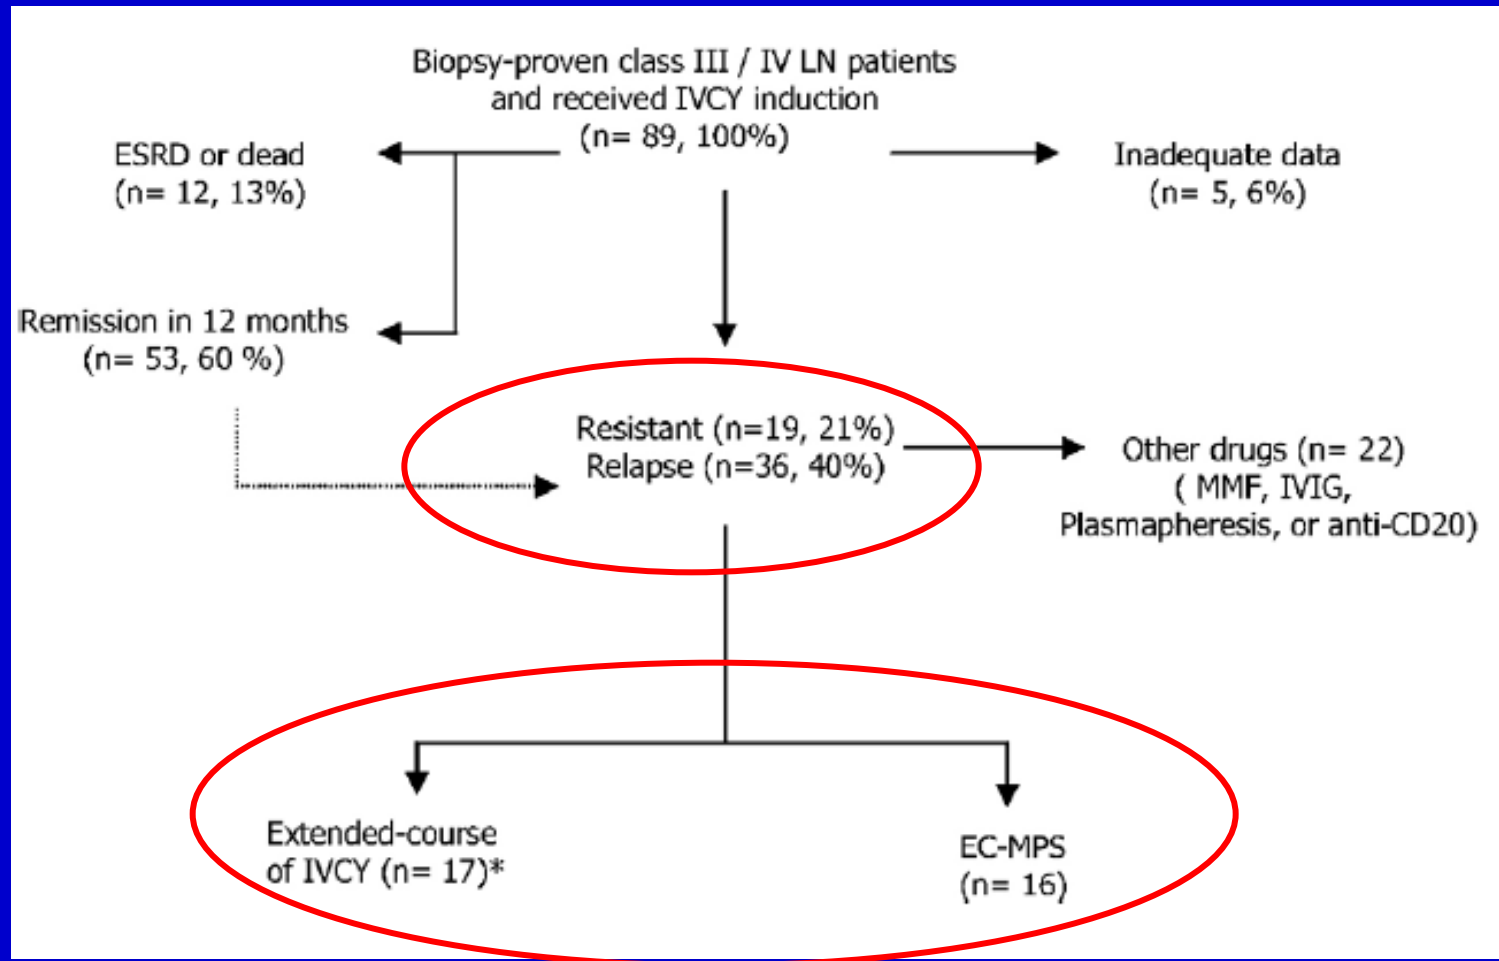 Biopsy-proven class III / IV LN patients
and received IVCY induction
(n= 89, 100%)
ESRD or dead
(n= 12, 13%)
Inadequate data
(n= 5, 6%)
Remission in 12 months
(n= 53, 60 %)
Resistant (n=19, 21%)
Relapse (n=36, 40%)
Other drugs (n= 22)
( MMF, IVIG,
Plasmapheresis, or anti-CD20)
Extended-course
of IVCY (n= 17)*
EC-MPS
(n= 16)